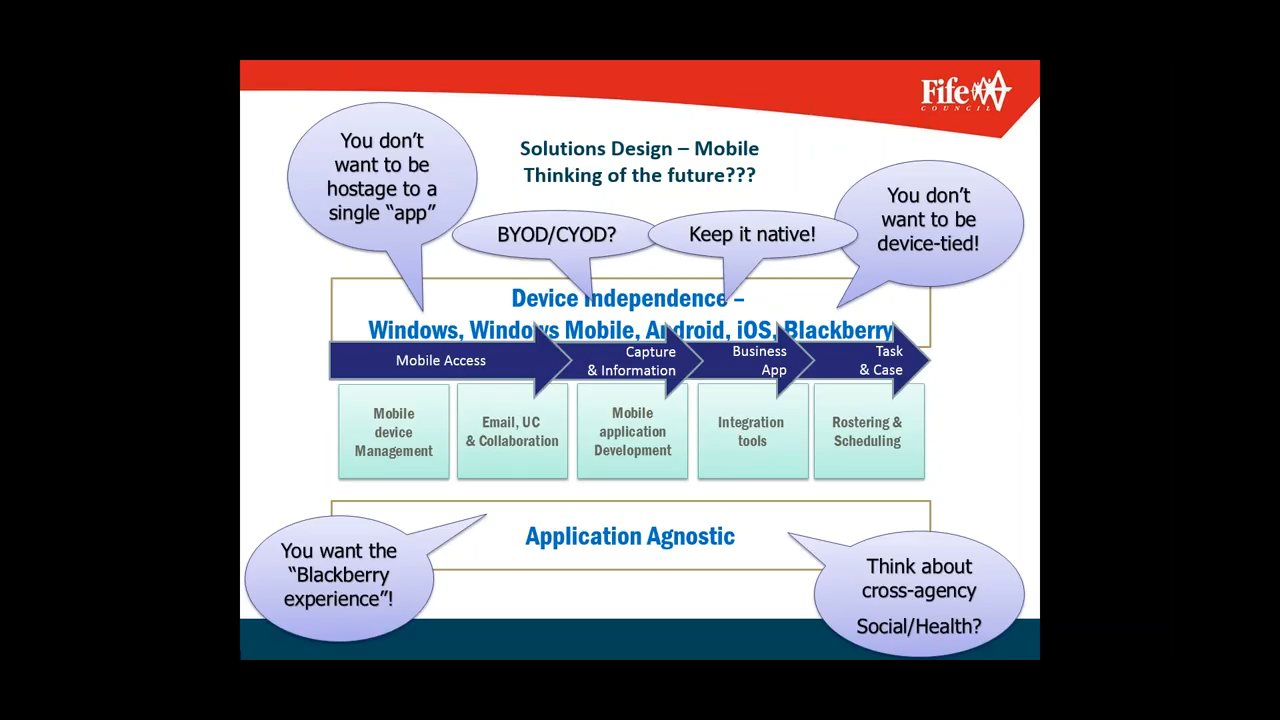 Fife
COUNCIL
Solutions Design – Mobile
Thinking of the future???
You don't
want to be
hostage to a
single “app”
BYOD/CYOD?
Keep it native!
You don't
want to be
device-tied!
Device Independence –
Windows, Windows Mobile, Android, iOS, Blackberry
Mobile Access
Capture
& Information
Business
App
Task
& Case
Mobile
device
Management
Email, UC
& Collaboration
Mobile
application
Development
Integration
tools
Rostering &
Scheduling
Application Agnostic
You want the
“Blackberry
experience”!
Think about
cross-agency
Social/Health?